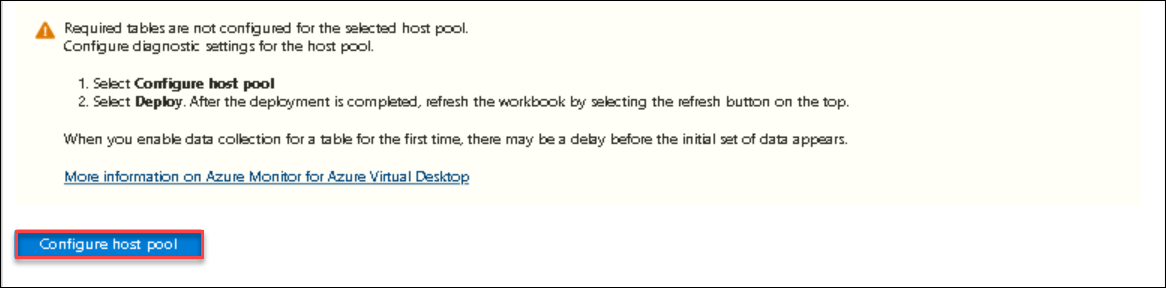 Required tables are not configured for the selected host pool.
Configure diagnostic settings for the host pool.
1. Select Configure host pool
2. Select Deploy. After the deployment is completed, refresh the workbook by selecting the refresh button on the top.
When you enable data collection for a table for the first time, there may be a delay before the initial set of data appears.
More information on Azure Monitor for Azure Virtual Desktop
Configure host pool